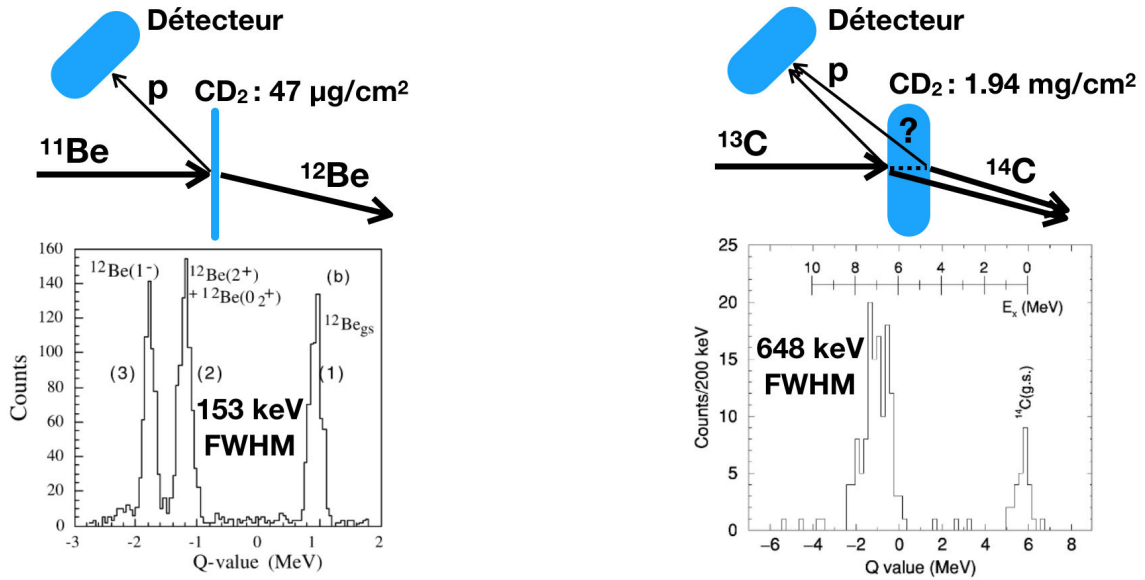 Détecteur
p
CD₂ : 47 µg/cm²
¹¹Be
¹²Be
160
140
120
100
80
60
40
20
0
Counts
¹²Be(1⁻)
¹²Be(2⁺)
+ ¹²Be(0₂⁺)
(b)
¹²Be_gs
(3)
(2)
(1)
153 keV
FWHM
-3 -2 -1 0 1 2
Q-value (MeV)
Détecteur
p
CD₂ : 1.94 mg/cm²
?
¹³C
¹⁴C
10 8 6 4 2 0
Eₓ (MeV)
25
20
15
10
5
0
Counts/200 keV
648 keV
FWHM
¹⁴C(g.s.)
−6 −4 −2 0 2 4 6 8
Q value (MeV)